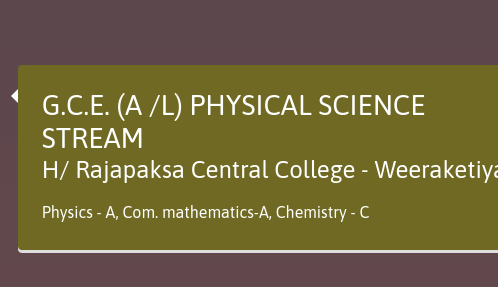 G.C.E. (A /L) PHYSICAL SCIENCE
STREAM
H/ Rajapaksa Central College - Weeraketiya
Physics - A, Com. mathematics-A, Chemistry - C